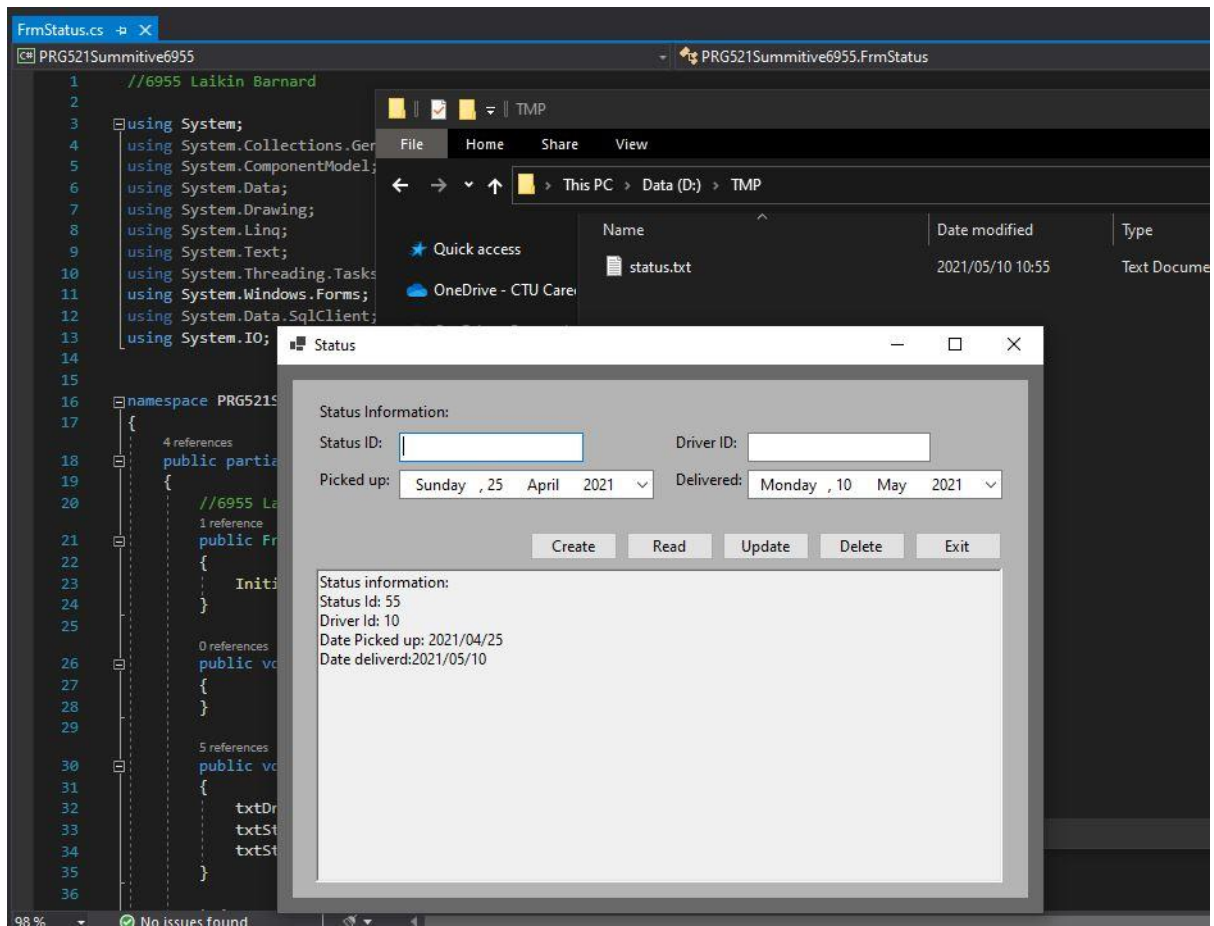 FrmStatus.cs
PRG521Summitive6955
PRG521Summitive6955.FrmStatus
1 //6955 Laikin Barnard
2
3 using System;
4 using System.Collections.Ger
5 using System.ComponentModel;
6 using System.Data;
7 using System.Drawing;
8 using System.Linq;
9 using System.Text;
10 using System.Threading.Tasks
11 using System.Windows.Forms;
12 using System.Data.SqlClient;
13 using System.IO;
14
15
16 namespace PRG521S
17 {
4 references
18 public partia
19 {
20 //6955 La
1 reference
21 public Fr
22 {
23 Initi
24 }
25
0 references
26 public vo
27 {
28 }
29
5 references
30 public vo
31 {
32 txtDr
33 txtSt
34 txtSt
35 }
36
98 %
No issues found
TMP
File Home Share View
This PC > Data (D:) > TMP
Name Date modified Type
Quick access
status.txt 2021/05/10 10:55 Text Docume
OneDrive - CTU Caree
Status
Status Information:
Status ID: Driver ID:
Picked up: Sunday , 25 April 2021 Delivered: Monday , 10 May 2021
Create Read Update Delete Exit
Status information:
Status Id: 55
Driver Id: 10
Date Picked up: 2021/04/25
Date deliverd:2021/05/10